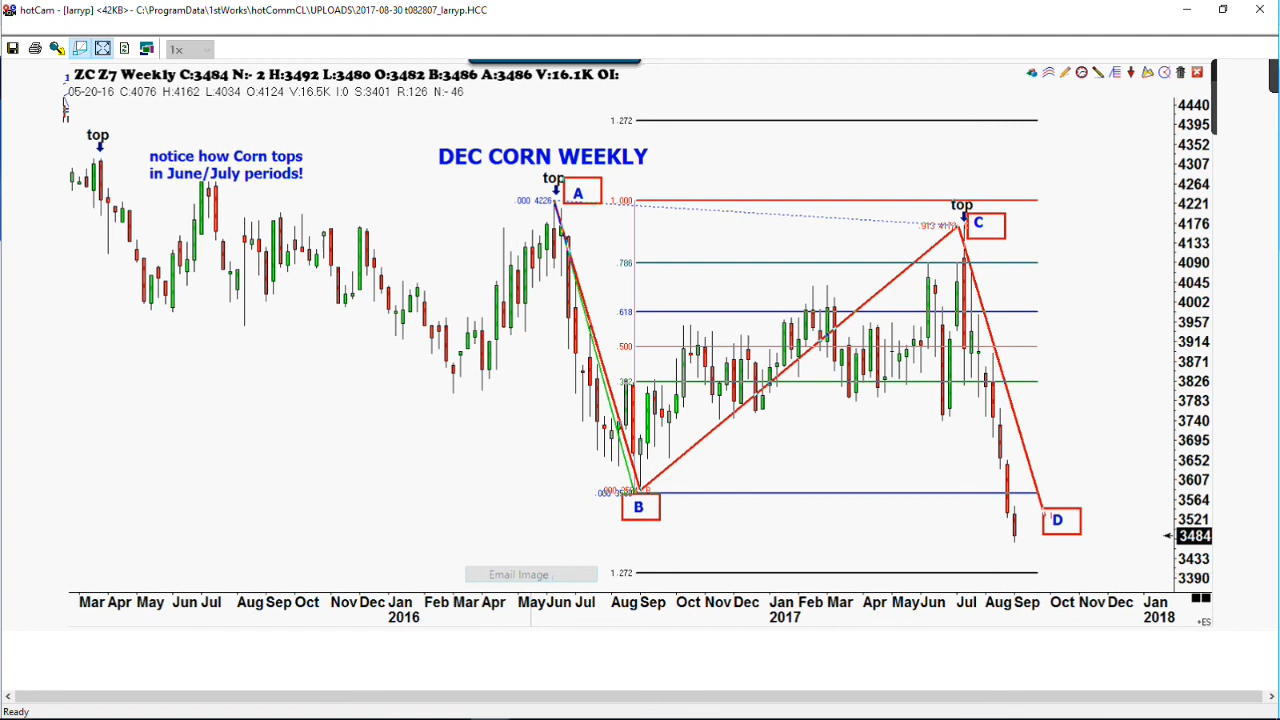 hotCam - [larryp] <42KB>- C:\ProgramData\1stWorks\hotCommCL\UPLOADS\2017-08-30 t082807_larryp.HCC
1x
ZC Z7 Weekly C:3484 N:- 2 H:3492 L:3480 O:3482 B:3486 A:3486 V:16.1K OI:
05-20-16 C:4076 H:4162 L:4034 O:4124 V:16.5K I:0 S:3401 R:126 N:- 46
4440
1.272
4395
top
4352
notice how Corn tops
in June/July periods!
DEC CORN WEEKLY
4307
top
4264
A
.000 4226
1.000
4221
top
C
4176
4133
.786
4090
4045
.618
4002
3957
.500
3914
3871
3826
3783
3740
3695
3652
3607
3564
B
D
3521
3484
3433
1.272
3390
Email Image
Mar Apr May Jun Jul Aug Sep Oct Nov Dec Jan Feb Mar Apr May Jun Jul Aug Sep Oct Nov Dec Jan Feb Mar Apr May Jun Jul Aug Sep Oct Nov Dec Jan
2016 2017 2018
+ES
Ready